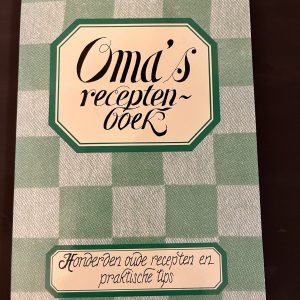 Oma's
recepten~
boek
Honderden oude recepten en
praktische tips